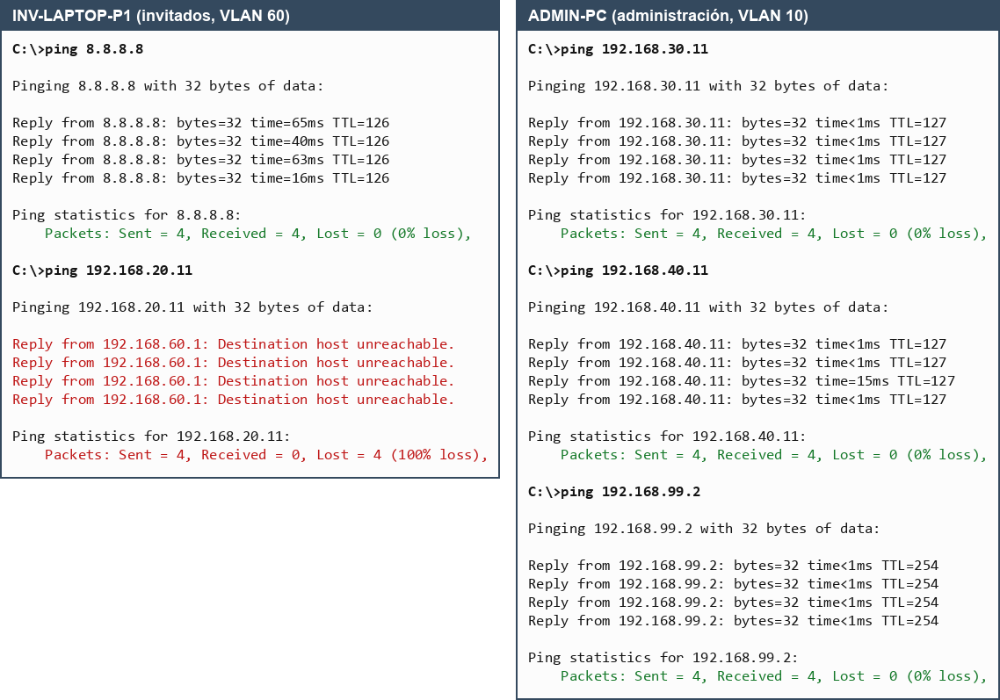 INV-LAPTOP-P1 (invitados, VLAN 60)
C:\>ping 8.8.8.8
Pinging 8.8.8.8 with 32 bytes of data:
Reply from 8.8.8.8: bytes=32 time=65ms TTL=126
Reply from 8.8.8.8: bytes=32 time=40ms TTL=126
Reply from 8.8.8.8: bytes=32 time=63ms TTL=126
Reply from 8.8.8.8: bytes=32 time=16ms TTL=126
Ping statistics for 8.8.8.8:
    Packets: Sent = 4, Received = 4, Lost = 0 (0% loss),
C:\>ping 192.168.20.11
Pinging 192.168.20.11 with 32 bytes of data:
Reply from 192.168.60.1: Destination host unreachable.
Reply from 192.168.60.1: Destination host unreachable.
Reply from 192.168.60.1: Destination host unreachable.
Reply from 192.168.60.1: Destination host unreachable.
Ping statistics for 192.168.20.11:
    Packets: Sent = 4, Received = 0, Lost = 4 (100% loss),
ADMIN-PC (administración, VLAN 10)
C:\>ping 192.168.30.11
Pinging 192.168.30.11 with 32 bytes of data:
Reply from 192.168.30.11: bytes=32 time<1ms TTL=127
Reply from 192.168.30.11: bytes=32 time<1ms TTL=127
Reply from 192.168.30.11: bytes=32 time<1ms TTL=127
Reply from 192.168.30.11: bytes=32 time<1ms TTL=127
Ping statistics for 192.168.30.11:
    Packets: Sent = 4, Received = 4, Lost = 0 (0% loss),
C:\>ping 192.168.40.11
Pinging 192.168.40.11 with 32 bytes of data:
Reply from 192.168.40.11: bytes=32 time<1ms TTL=127
Reply from 192.168.40.11: bytes=32 time<1ms TTL=127
Reply from 192.168.40.11: bytes=32 time=15ms TTL=127
Reply from 192.168.40.11: bytes=32 time<1ms TTL=127
Ping statistics for 192.168.40.11:
    Packets: Sent = 4, Received = 4, Lost = 0 (0% loss),
C:\>ping 192.168.99.2
Pinging 192.168.99.2 with 32 bytes of data:
Reply from 192.168.99.2: bytes=32 time<1ms TTL=254
Reply from 192.168.99.2: bytes=32 time<1ms TTL=254
Reply from 192.168.99.2: bytes=32 time<1ms TTL=254
Reply from 192.168.99.2: bytes=32 time<1ms TTL=254
Ping statistics for 192.168.99.2:
    Packets: Sent = 4, Received = 4, Lost = 0 (0% loss),